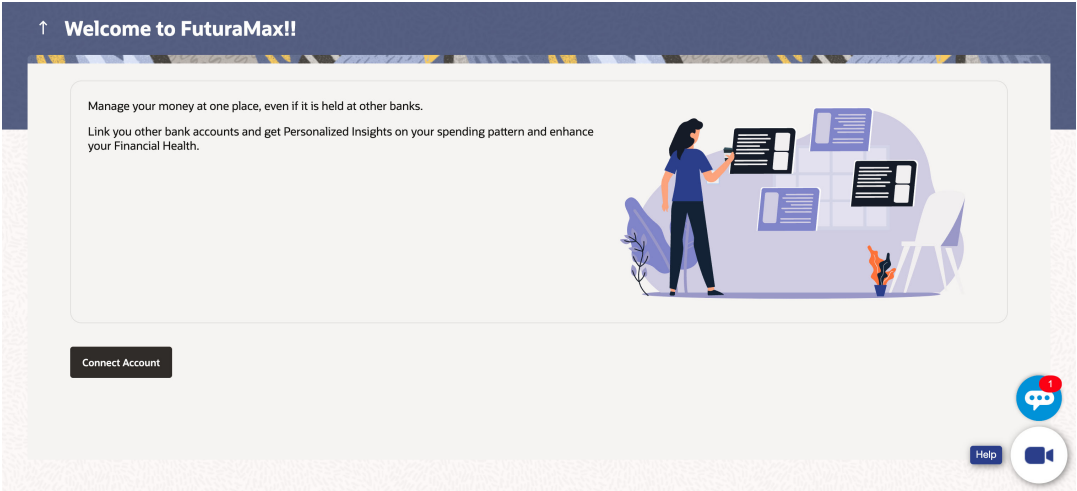 ↑ Welcome to FuturaMax!!
Manage your money at one place, even if it is held at other banks.
Link you other bank accounts and get Personalized Insights on your spending pattern and enhance
your Financial Health.
Connect Account
1
Help